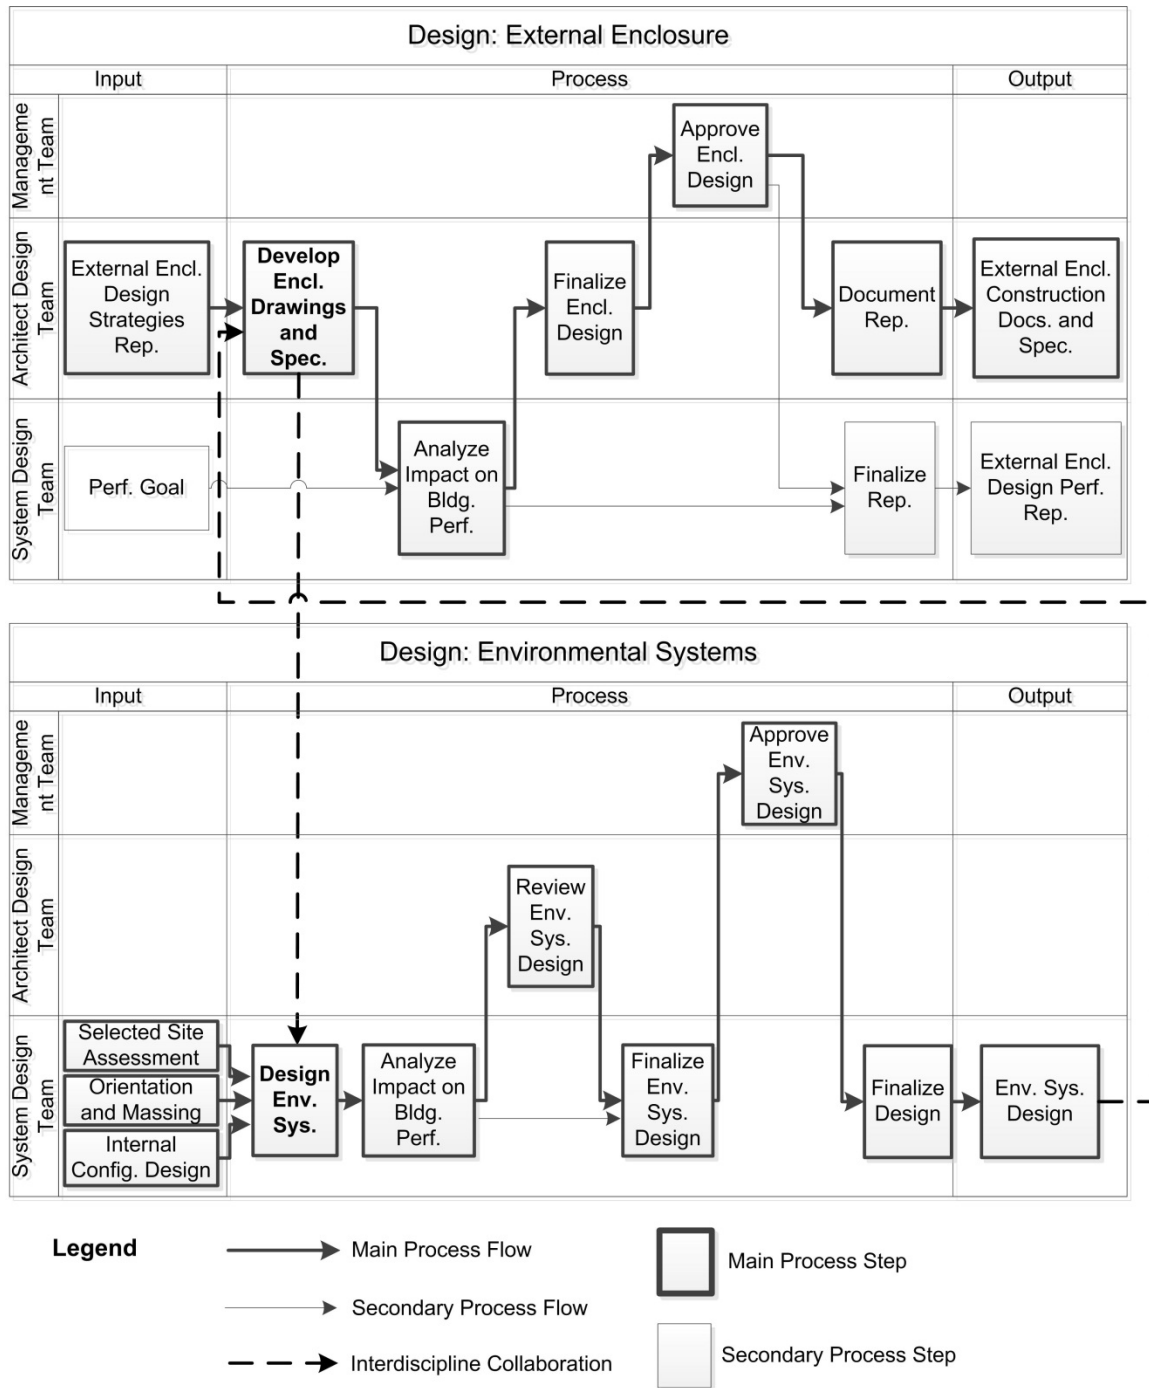 Design: External Enclosure
Input
Process
Output
Manageme
nt Team
Approve
Encl.
Design
Architect Design
Team
External Encl.
Design
Strategies
Rep.
Develop
Encl.
Drawings
and
Spec.
Finalize
Encl.
Design
Document
Rep.
External Encl.
Construction
Docs. and
Spec.
System Design
Team
Perf. Goal
Analyze
Impact on
Bldg.
Perf.
Finalize
Rep.
External Encl.
Design Perf.
Rep.
Design: Environmental Systems
Input
Process
Output
Manageme
nt Team
Approve
Env.
Sys.
Design
Architect Design
Team
Review
Env.
Sys.
Design
System Design
Team
Selected Site
Assessment
Orientation
and Massing
Internal
Config. Design
Design
Env.
Sys.
Analyze
Impact on
Bldg.
Perf.
Finalize
Env.
Sys.
Design
Finalize
Design
Env. Sys.
Design
Legend
Main Process Flow
Main Process Step
Secondary Process Flow
Secondary Process Step
Interdiscipline Collaboration